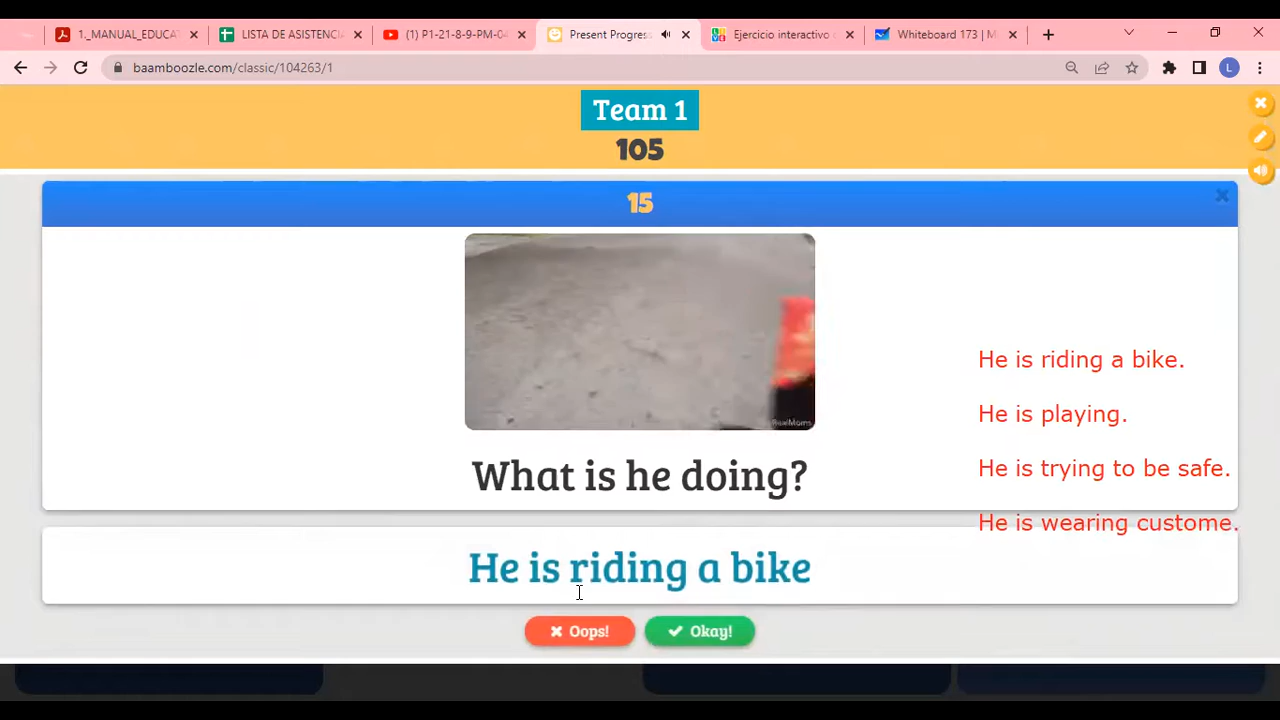 1._MANUAL_EDUCA
LISTA DE ASISTENCIA
(1) P1-21-8-9-PM-04
Present Progres
Ejercicio interactivo
Whiteboard 173 | M
baamboozle.com/classic/104263/1
L
Team 1
105
15
What is he doing?
He is riding a bike.
He is playing.
He is trying to be safe.
He is wearing custome.
He is riding a bike
Oops!
Okay!